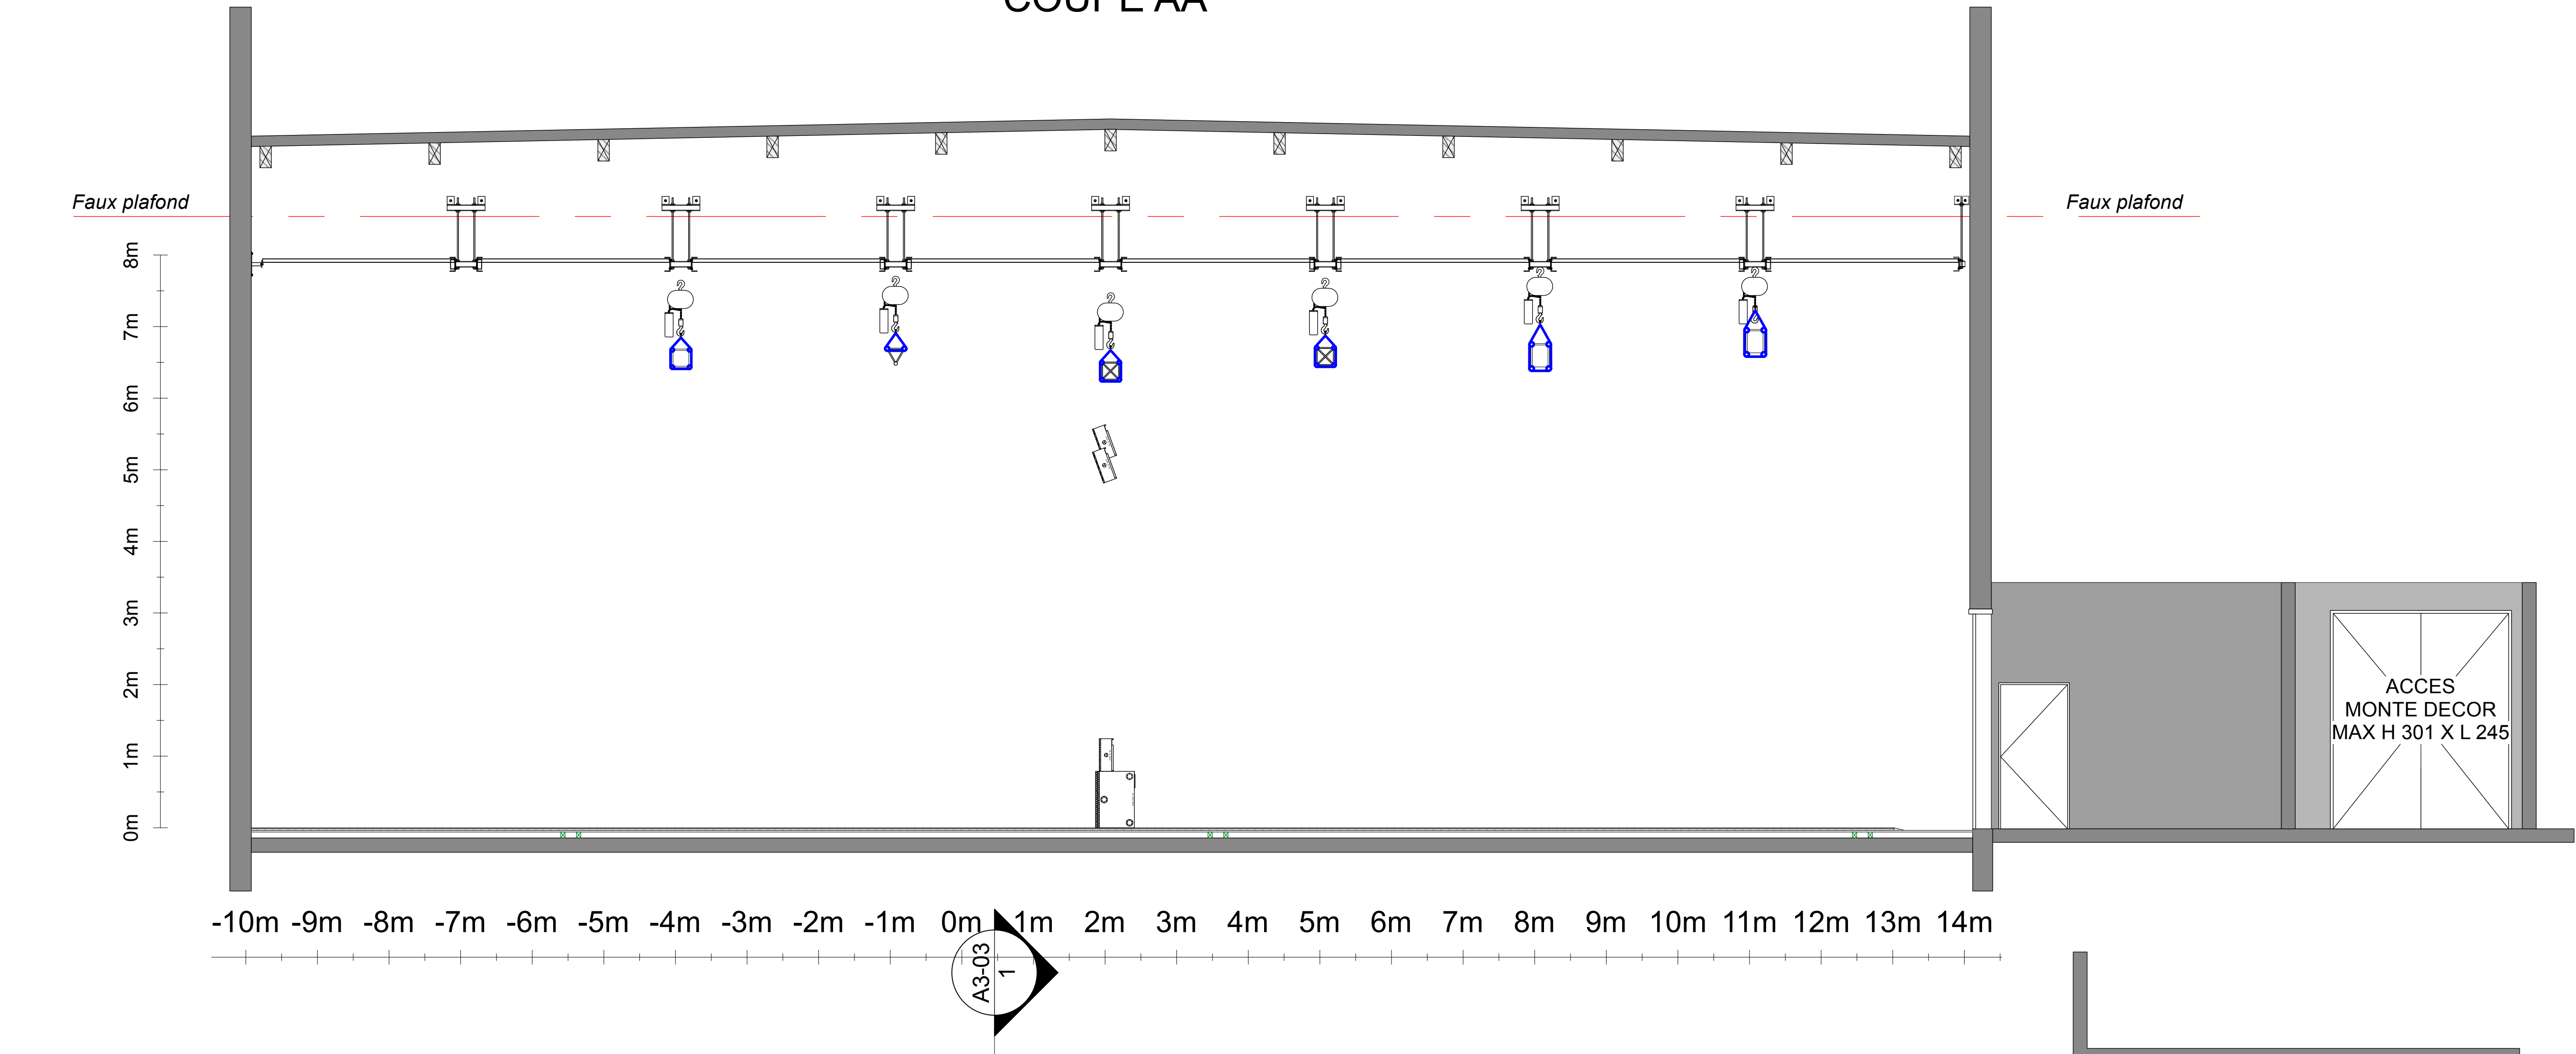 COUPE AA
Faux plafond
Faux plafond
8m
7m
6m
5m
4m
3m
2m
1m
0m
ACCES
MONTE DECOR
MAX H 301 X L 245
-10m -9m -8m -7m -6m -5m -4m -3m -2m -1m 0m 1m 2m 3m 4m 5m 6m 7m 8m 9m 10m 11m 12m 13m 14m
A3-03
1